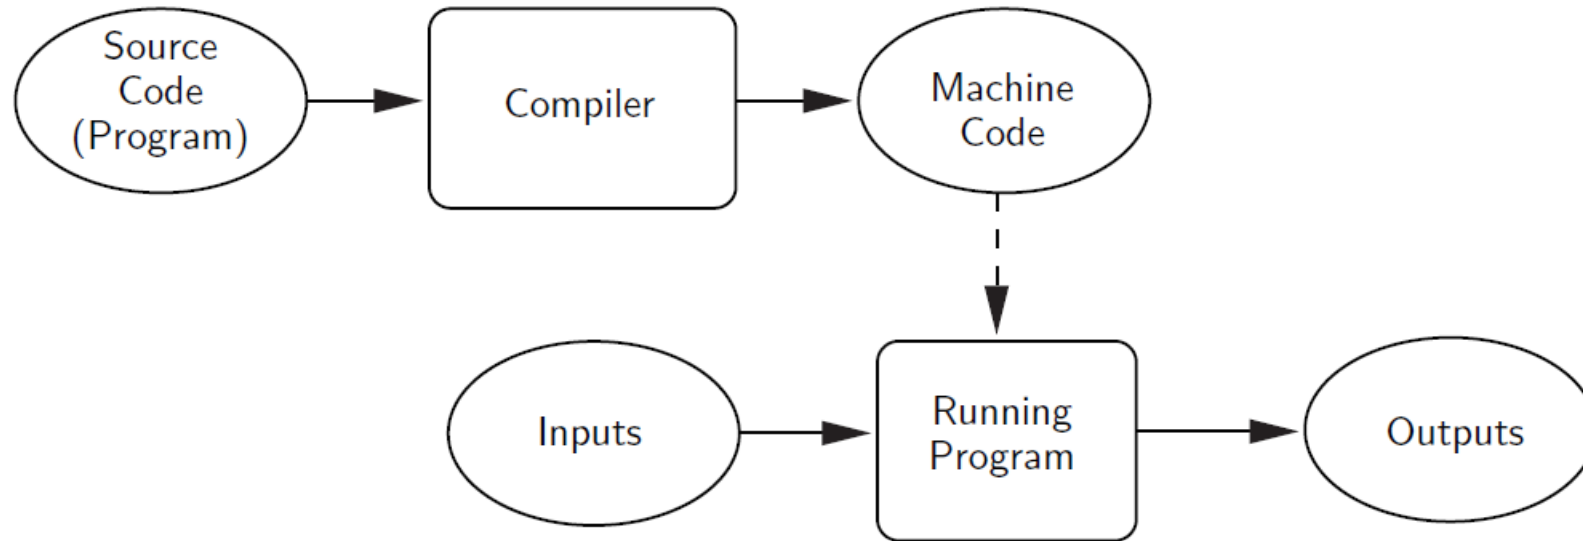 Source
Code
(Program)
Compiler
Machine
Code
Inputs
Running
Program
Outputs